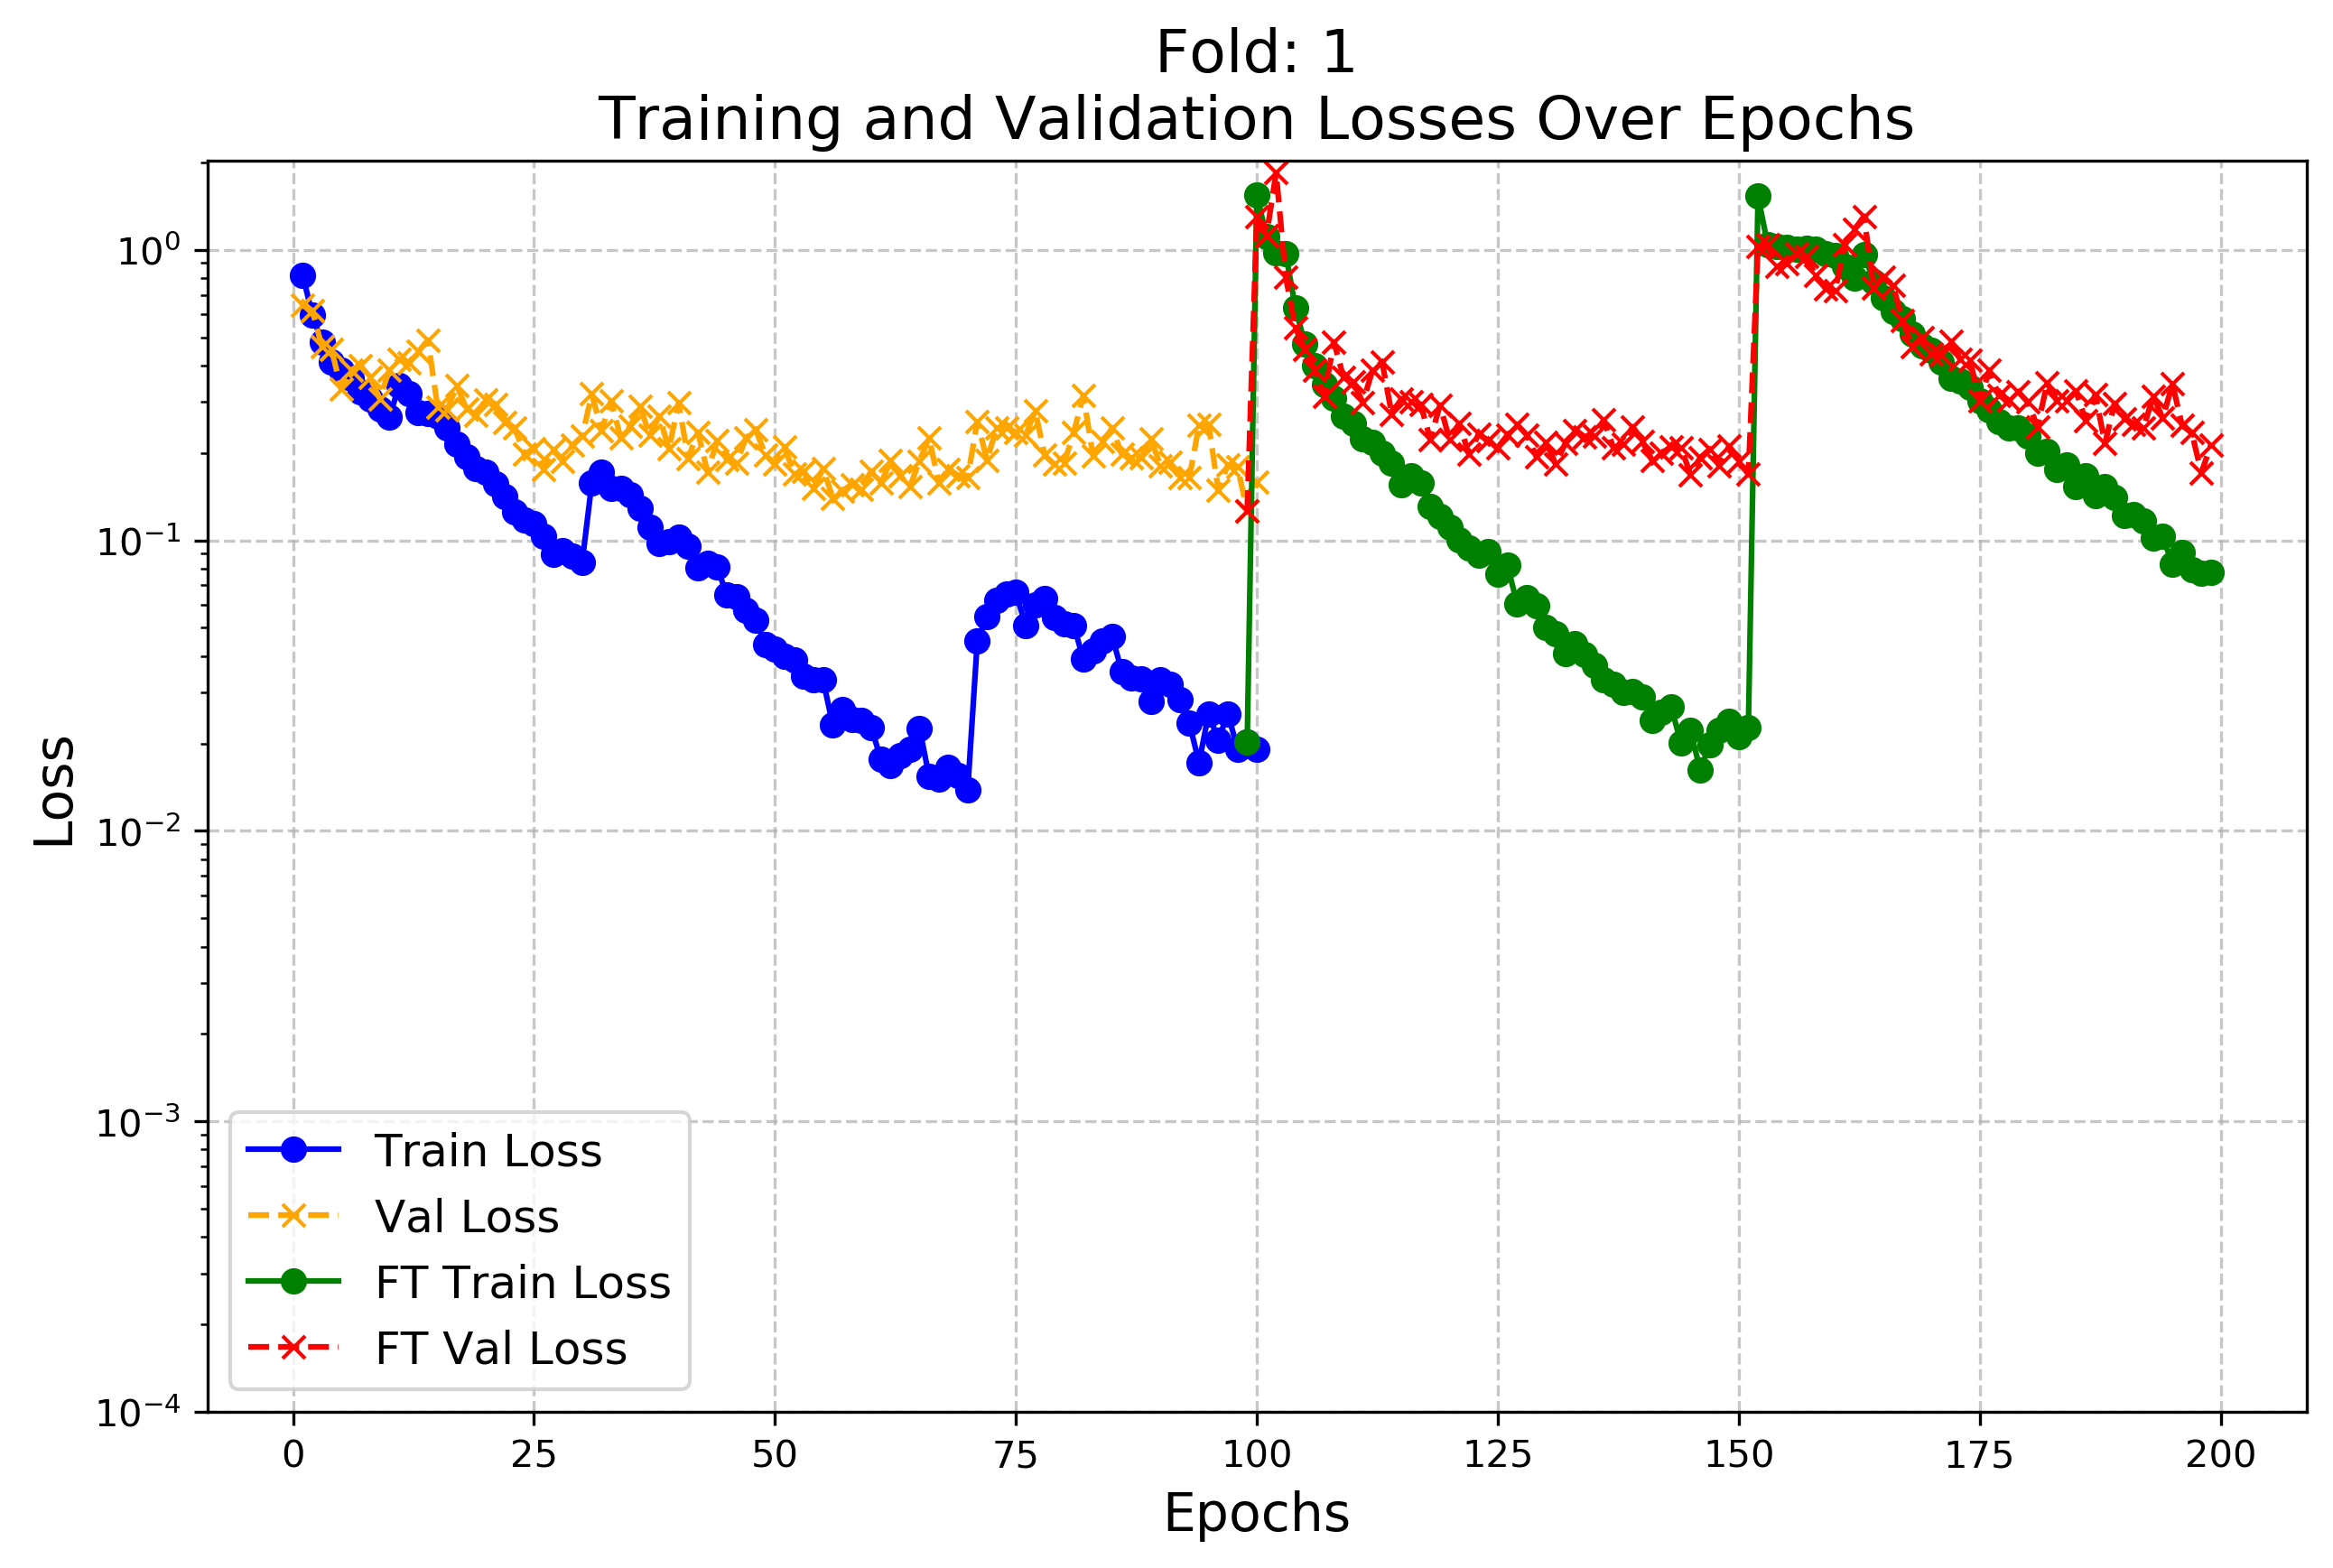 Fold: 1
Training and Validation Losses Over Epochs
Loss
10⁰
10⁻¹
10⁻²
10⁻³
10⁻⁴
Train Loss
Val Loss
FT Train Loss
FT Val Loss
0 25 50 75 100 125 150 175 200
Epochs